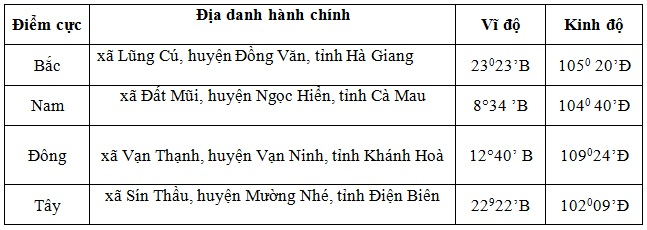 Điểm cực Địa danh hành chính Vĩ độ Kinh độ
Bắc xã Lũng Cú, huyện Đồng Văn, tỉnh Hà Giang 23⁰23’B 105⁰ 20’Đ
Nam xã Đất Mũi, huyện Ngọc Hiển, tỉnh Cà Mau 8°34 ’B 104⁰ 40’Đ
Đông xã Vạn Thạnh, huyện Vạn Ninh, tỉnh Khánh Hoà 12°40’ B 109⁰24’Đ
Tây xã Sín Thầu, huyện Mường Nhé, tỉnh Điện Biên 22⁹22’B 102⁰09’Đ